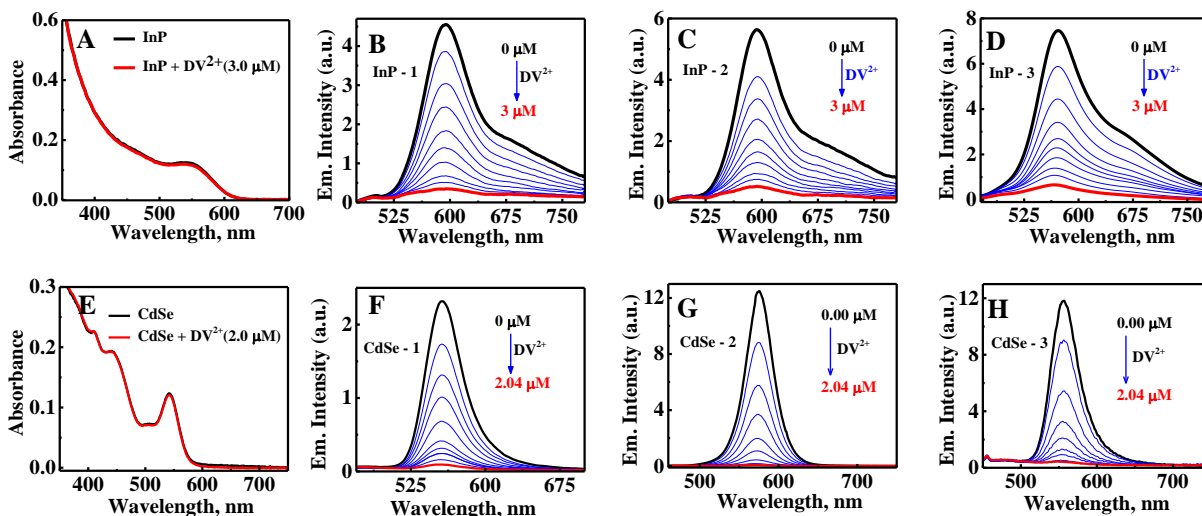 A
InP
InP + DV²⁺(3.0 μM)
Absorbance
0.6
0.4
0.2
0.0
400 500 600 700
Wavelength, nm
B
InP - 1
0 μM
DV²⁺
3 μM
Em. Intensity (a.u.)
4
3
2
1
0
525 600 675 750
Wavelength, nm
C
InP - 2
0 μM
DV²⁺
3 μM
Em. Intensity (a.u.)
6
4
2
0
525 600 675 750
Wavelength, nm
D
InP - 3
0 μM
DV²⁺
3 μM
Em. Intensity (a.u.)
8
6
4
2
0
525 600 675 750
Wavelength, nm
E
CdSe
CdSe + DV²⁺(2.0 μM)
Absorbance
0.3
0.2
0.1
0.0
400 500 600 700
Wavelength, nm
F
CdSe - 1
0 μM
DV²⁺
2.04 μM
Em. Intensity (a.u.)
2
1
0
525 600 675
Wavelength, nm
G
CdSe - 2
0.00 μM
DV²⁺
2.04 μM
Em. Intensity (a.u.)
12
9
6
3
0
500 600 700
Wavelength, nm
H
CdSe - 3
0.00 μM
DV²⁺
2.04 μM
Em. Intensity (a.u.)
12
8
4
0
500 600 700
Wavelength, nm